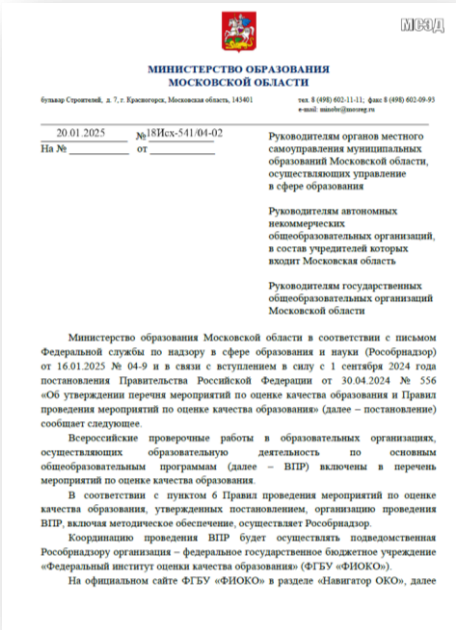 МСЭД
МИНИСТЕРСТВО ОБРАЗОВАНИЯ
МОСКОВСКОЙ ОБЛАСТИ
бульвар Строителей, д. 7, г. Красногорск, Московская область, 143401
тел. 8 (498) 602-11-11; факс 8 (498) 602-09-93
e-mail: minobr@mosreg.ru
20.01.2025 №18Исх-541/04-02
На № ____________ от ____________
Руководителям органов местного
самоуправления муниципальных
образований Московской области,
осуществляющих управление
в сфере образования
Руководителям автономных
некоммерческих
общеобразовательных организаций,
в состав учредителей которых
входит Московская область
Руководителям государственных
общеобразовательных организаций
Московской области
Министерство образования Московской области в соответствии с письмом
Федеральной службы по надзору в сфере образования и науки (Рособрнадзор)
от 16.01.2025 № 04-9 и в связи с вступлением в силу с 1 сентября 2024 года
постановления Правительства Российской Федерации от 30.04.2024 № 556
«Об утверждении перечня мероприятий по оценке качества образования и Правил
проведения мероприятий по оценке качества образования» (далее – постановление)
сообщает следующее.
Всероссийские проверочные работы в образовательных организациях,
осуществляющих образовательную деятельность по основным
общеобразовательным программам (далее – ВПР) включены в перечень
мероприятий по оценке качества образования.
В соответствии с пунктом 6 Правил проведения мероприятий по оценке
качества образования, утвержденных постановлением, организацию проведения
ВПР, включая методическое обеспечение, осуществляет Рособрнадзор.
Координацию проведения ВПР будет осуществлять подведомственная
Рособрнадзору организация – федеральное государственное бюджетное учреждение
«Федеральный институт оценки качества образования» (ФГБУ «ФИОКО»).
На официальном сайте ФГБУ «ФИОКО» в разделе «Навигатор ОКО», далее